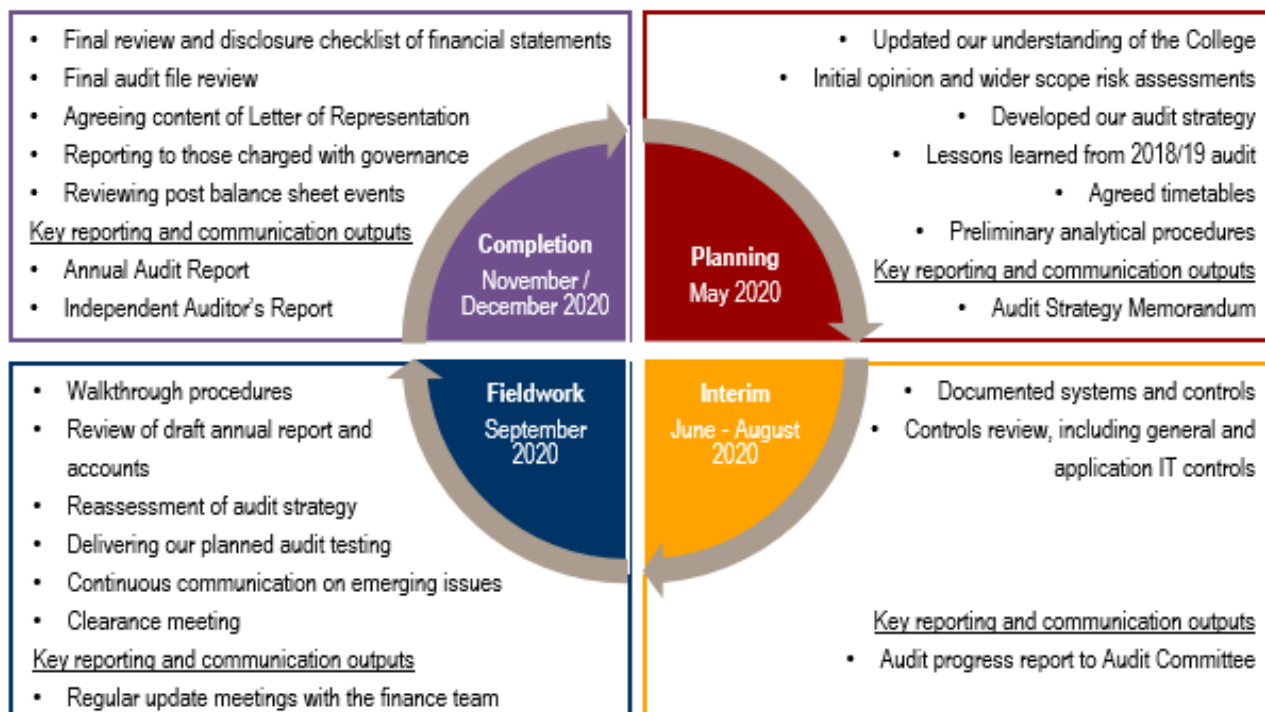 • Final review and disclosure checklist of financial statements
• Final audit file review
• Agreeing content of Letter of Representation
• Reporting to those charged with governance
• Reviewing post balance sheet events
Key reporting and communication outputs
• Annual Audit Report
• Independent Auditor's Report
Completion
November /
December 2020
• Updated our understanding of the College
• Initial opinion and wider scope risk assessments
• Developed our audit strategy
• Lessons learned from 2018/19 audit
• Agreed timetables
• Preliminary analytical procedures
Key reporting and communication outputs
• Audit Strategy Memorandum
Planning
May 2020
• Walkthrough procedures
• Review of draft annual report and
accounts
• Reassessment of audit strategy
• Delivering our planned audit testing
• Continuous communication on emerging issues
• Clearance meeting
Key reporting and communication outputs
• Regular update meetings with the finance team
Fieldwork
September
2020
Interim
June - August
2020
• Documented systems and controls
• Controls review, including general and
application IT controls
Key reporting and communication outputs
• Audit progress report to Audit Committee